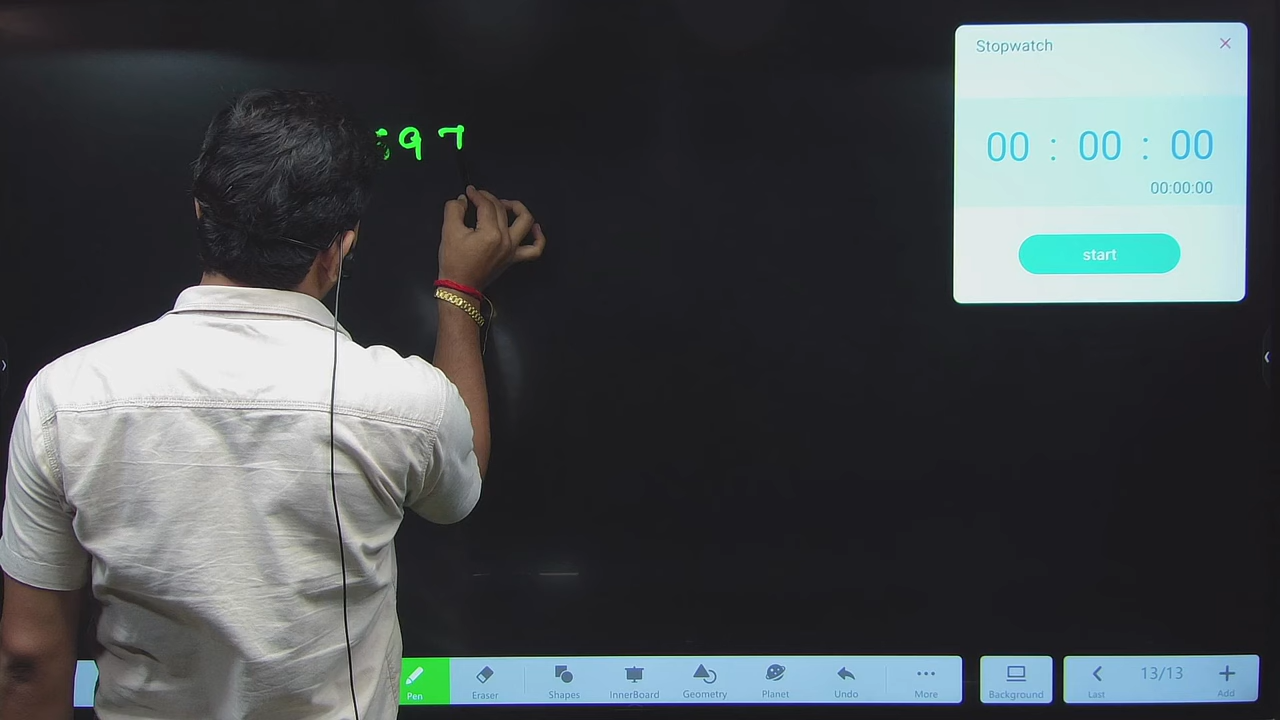 97
Stopwatch
00 : 00 : 00
00:00:00
start
Pen
Eraser
Shapes
InnerBoard
Geometry
Planet
Undo
More
Background
Last
13/13
Add